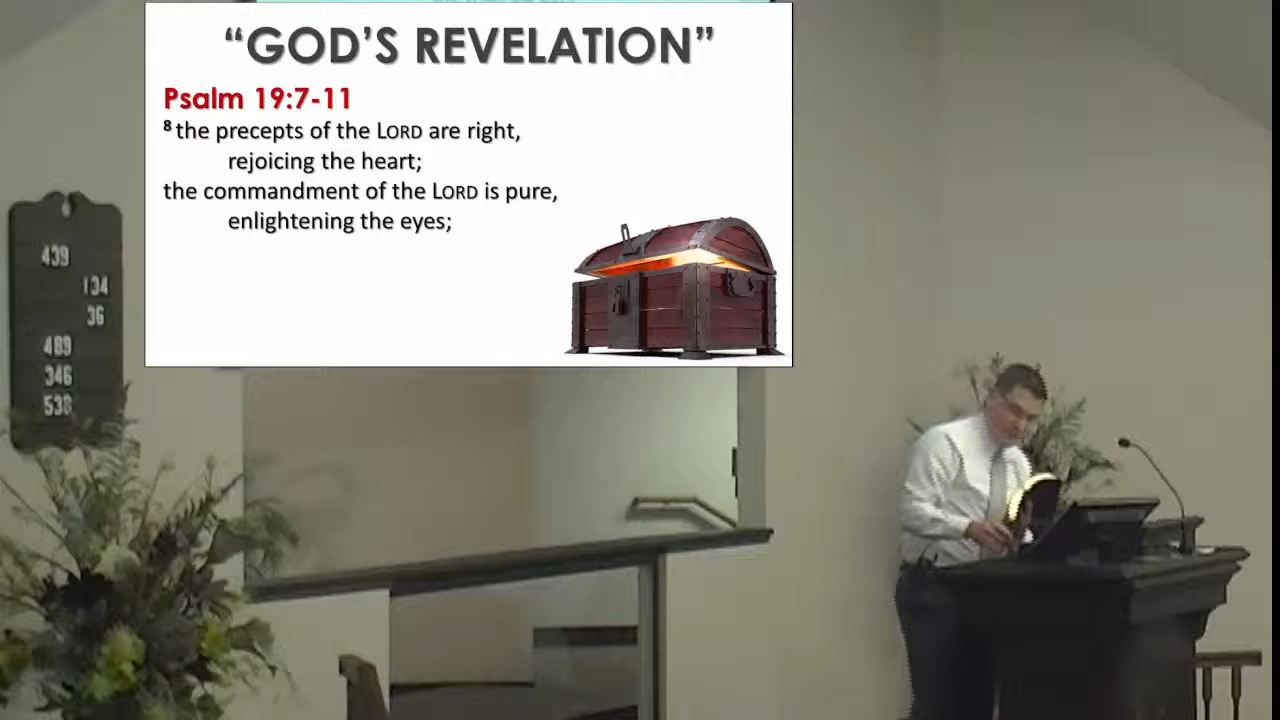 “GOD’S REVELATION”
Psalm 19:7-11
8 the precepts of the LORD are right,
rejoicing the heart;
the commandment of the LORD is pure,
enlightening the eyes;
439
134
36
489
346
538